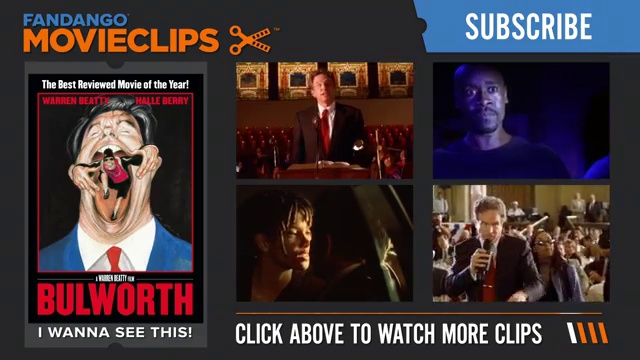 FANDANGO
MOVIECLIPS
SUBSCRIBE
The Best Reviewed Movie of the Year!
WARREN BEATTY HALLE BERRY
A WARREN BEATTY FILM
BULWORTH
I WANNA SEE THIS!
CLICK ABOVE TO WATCH MORE CLIPS